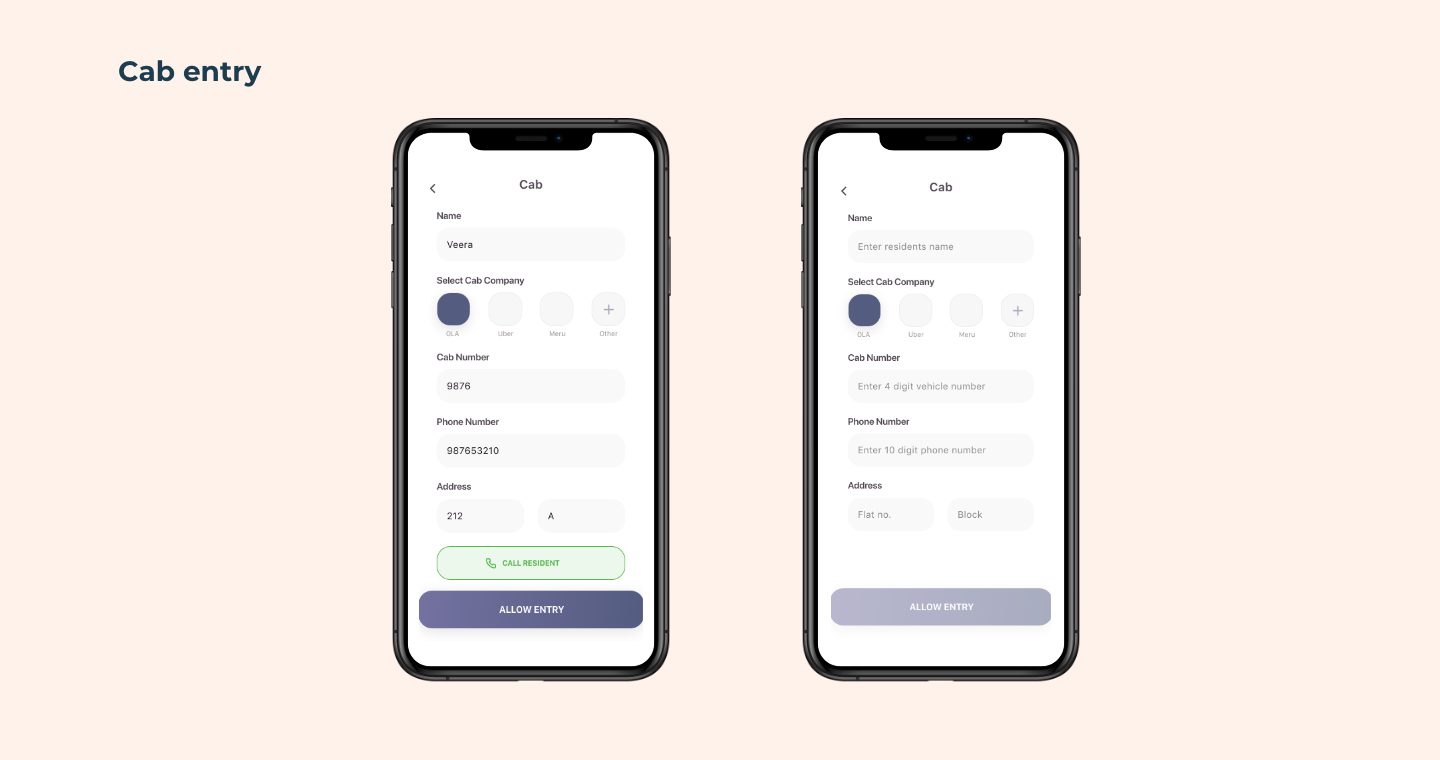 Cab entry
Cab
Name
Veera
Select Cab Company
OLA Uber Meru Other
Cab Number
9876
Phone Number
987653210
Address
212 A
CALL RESIDENT
ALLOW ENTRY
Cab
Name
Enter residents name
Select Cab Company
OLA Uber Meru Other
Cab Number
Enter 4 digit vehicle number
Phone Number
Enter 10 digit phone number
Address
Flat no. Block
ALLOW ENTRY